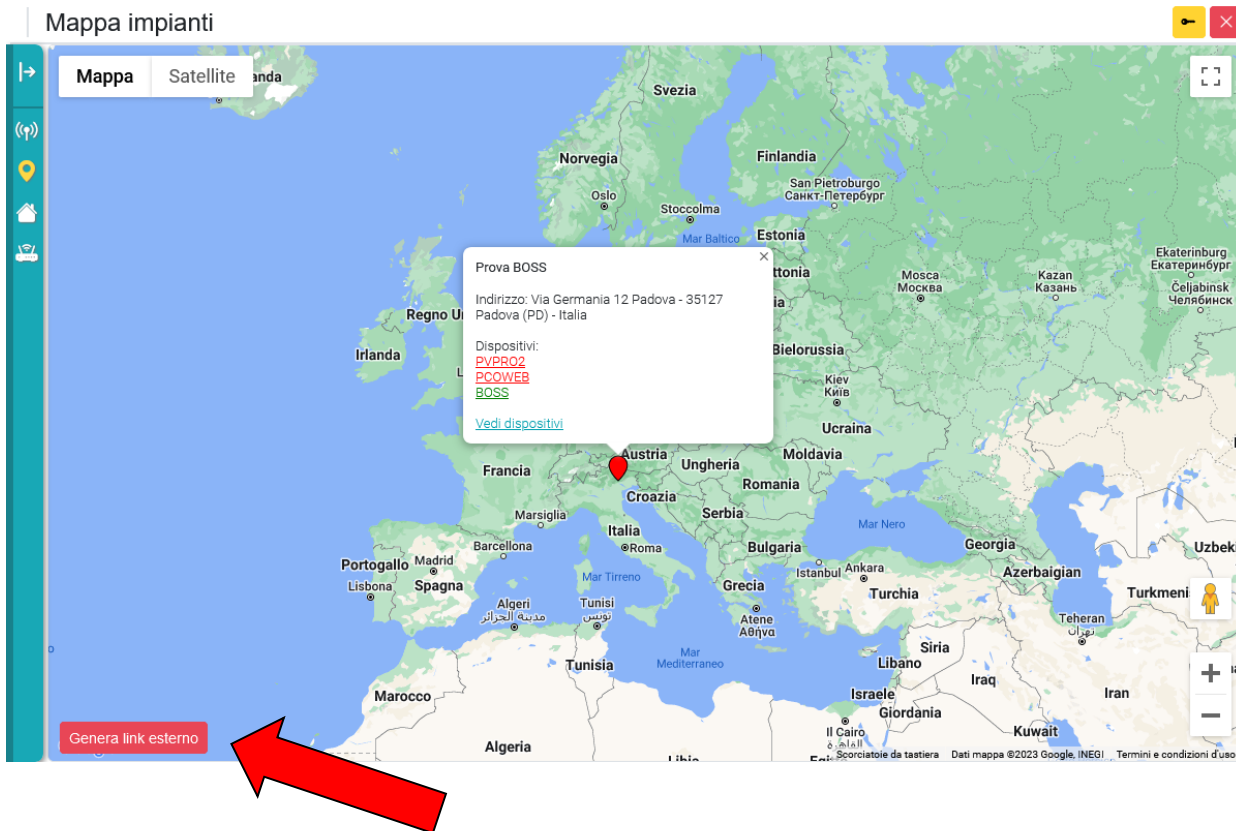 Mappa impianti
Mappa
Satellite
anda
Svezia
Norvegia
Finlandia
Oslo
San Pietroburgo
Санкт-Петербург
Stoccolma
Mar Baltico
Estonia
ttonia
ia
Ekaterinburg
Екатеринбург
Mosca
Москва
Kazan
Казань
Čeljabinsk
Челябинск
Prova BOSS
Indirizzo: Via Germania 12 Padova - 35127
Padova (PD) - Italia
Dispositivi:
PVPRO2
PCOWEB
BOSS
Vedi dispositivi
Regno U
Irlanda
L
Bielorussia
Kiev
Київ
Ucraina
Austria
Ungheria
Moldavia
Francia
Romania
Croazia
Serbia
Marsiglia
Italia
Roma
Mar Nero
Barcellona
Bulgaria
Georgia
Uzbek
Portogallo
Madrid
Istanbul
Ankara
Azerbaigian
Lisbona
Spagna
Mar Tirreno
Grecia
Turchia
Turkmeni
Algeri
مدينة الجزائر
Tunisi
تونس
Atene
Αθήνα
Teheran
تهران
Siria
Mar
Mediterraneo
Libano
Tunisia
Iraq
Iran
Marocco
Israele
Giordania
Genera link esterno
Il Cairo
Kuwait
Algeria
Libia
Scorciatoie da tastiera
Dati mappa ©2023 Google, INEGI
Termini e condizioni d'uso